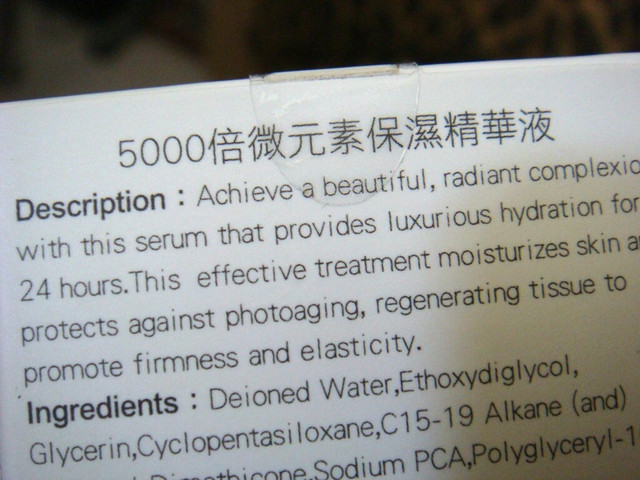 5000倍微元素保濕精華液
Description：Achieve a beautiful, radiant
with this serum that provides luxurious hydration for
24 hours.This effective treatment moisturizes skin
protects against photoaging, regenerating tissue to
promote firmness and elasticity.
Ingredients：Deioned Water,Ethoxydiglycol,
Glycerin,Cyclopentasiloxane,C15-19 Alkane (and)
Dimethicone,Sodium PCA,Polyglyceryl-1